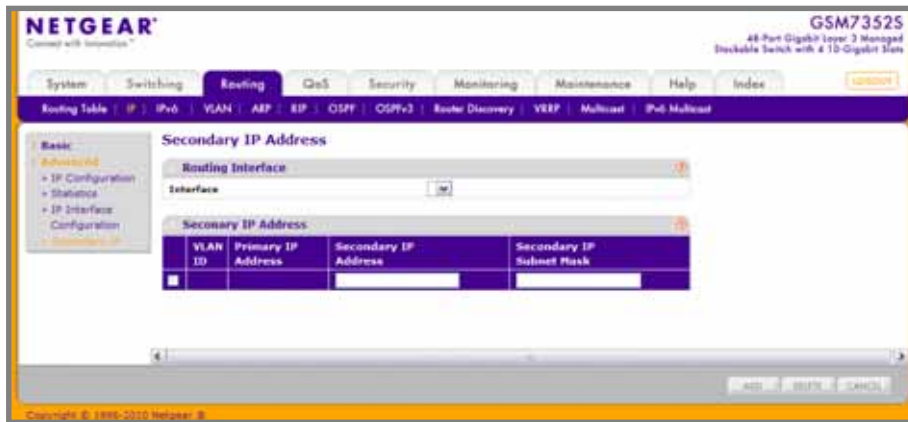 NETGEAR
Connect with Innovation
GSM7352S
48-Port Gigabit Layer 3 Managed
Stackable Switch with 4 10-Gigabit Slots
System Switching Routing QoS Security Monitoring Maintenance Help Index
LOGOUT
Routing Table | IP | IPv6 | VLAN | ARP | RIP | OSPF | OSPFv3 | Router Discovery | VRRP | Multicast | IPv6 Multicast
Basic
Advanced
IP Configuration
Statistics
IP Interface
Configuration
Secondary IP
Secondary IP Address
Routing Interface
Interface
Seconary IP Address
VLAN ID Primary IP Address Secondary IP Address Secondary IP Subnet Mask
ADD DELETE CANCEL
Copyright © 1996-2010 Netgear ®